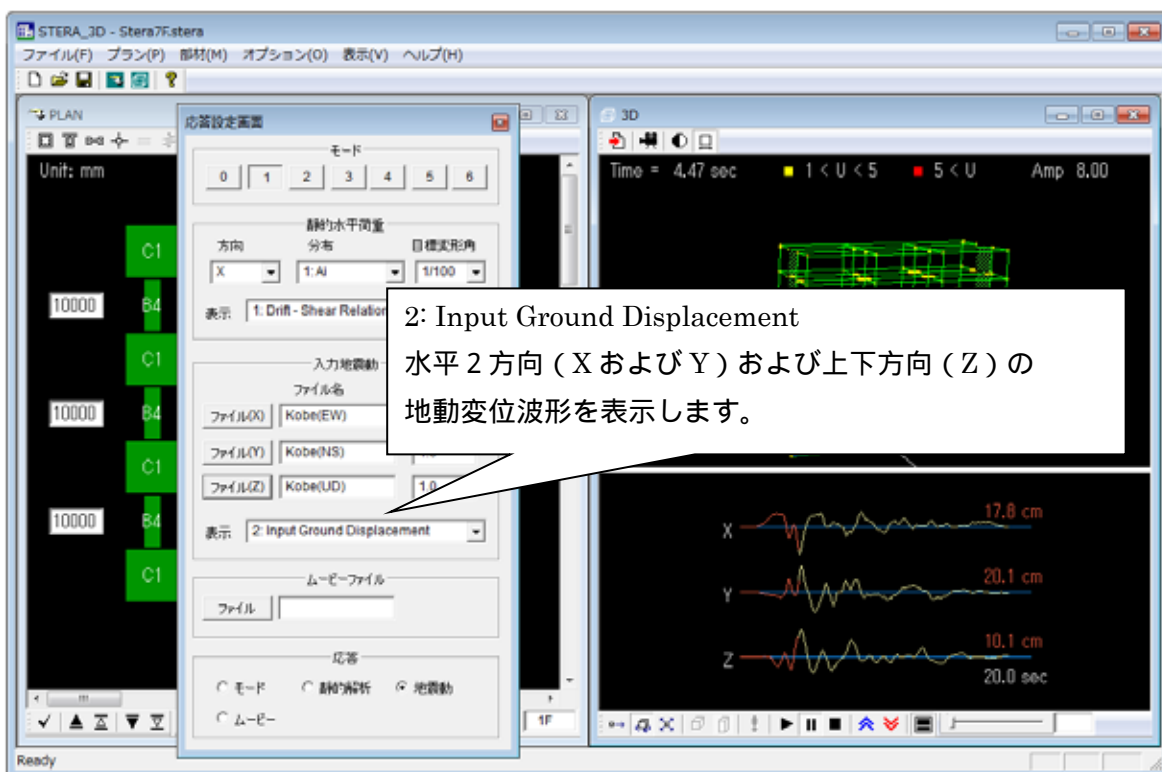 STERA_3D - Stera7F.stera
ファイル(F) プラン(P) 部材(M) オプション(O) 表示(V) ヘルプ(H)
PLAN
Unit: mm
C1
10000 B4
C1
10000 B4
C1
10000 B4
C1
1F
応答設定画面
モード
0 1 2 3 4 5 6
静的水平荷重
方向 分布 目標変形角
X 1: Ai 1/100
表示 1: Drift - Shear Relation
入力地震動
ファイル名
ファイル(X) Kobe(EW)
ファイル(Y) Kobe(NS)
ファイル(Z) Kobe(UD) 1.0
表示 2: Input Ground Displacement
ムービーファイル
ファイル
応答
モード 静的解析 地震動
ムービー
2: Input Ground Displacement
水平２方向（X および Y）および上下方向（Z）の
地動変位波形を表示します。
3D
Time = 4.47 sec 1 < U < 5 5 < U Amp 8.00
17.8 cm
X
20.1 cm
Y
10.1 cm
Z
20.0 sec
Ready